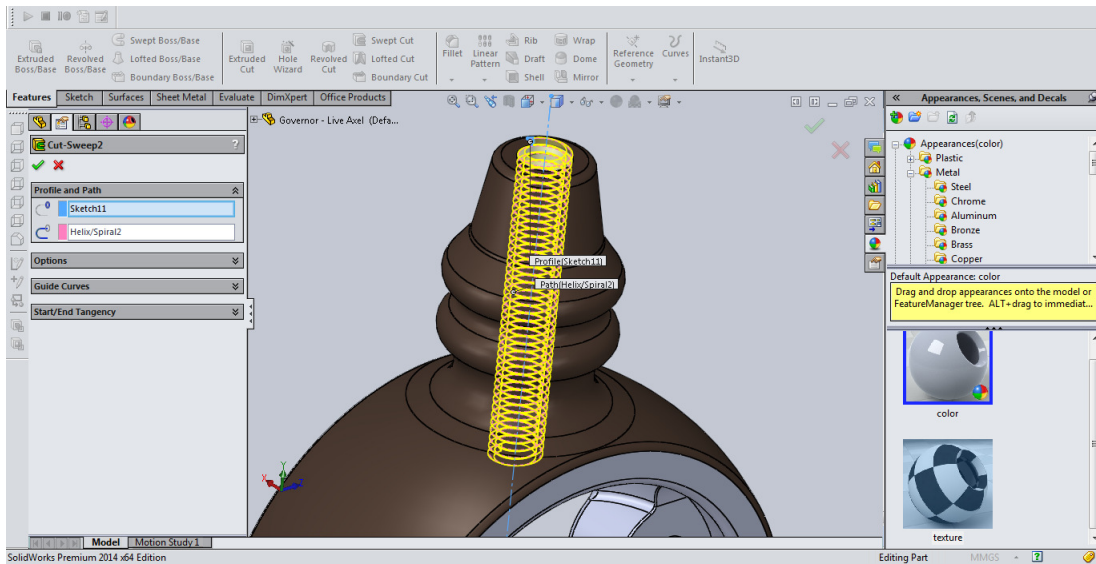 Extruded Boss/Base
Revolved Boss/Base
Swept Boss/Base
Lofted Boss/Base
Boundary Boss/Base
Extruded Cut
Hole Wizard
Revolved Cut
Swept Cut
Lofted Cut
Boundary Cut
Fillet
Linear Pattern
Rib
Draft
Shell
Wrap
Dome
Mirror
Reference Geometry
Curves
Instant3D
Features
Sketch
Surfaces
Sheet Metal
Evaluate
DimXpert
Office Products
Governor - Live Axel (Defa...
Cut-Sweep2
?
Profile and Path
Sketch11
Helix/Spiral2
Options
Guide Curves
Start/End Tangency
Profile(Sketch11)
Path(Helix/Spiral2)
X
Y
Z
Appearances, Scenes, and Decals
Appearances(color)
Plastic
Metal
Steel
Chrome
Aluminum
Bronze
Brass
Copper
Default Appearance: color
Drag and drop appearances onto the model or
FeatureManager tree. ALT+drag to immediat...
color
texture
Model
Motion Study 1
SolidWorks Premium 2014 x64 Edition
Editing Part
MMGS
?